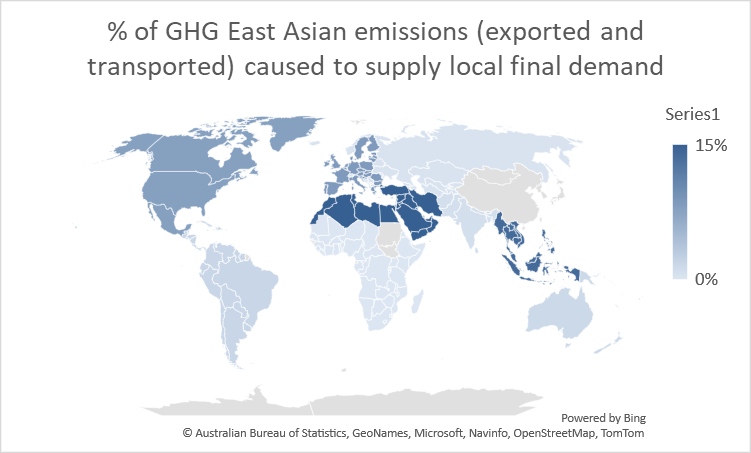 % of GHG East Asian emissions (exported and
transported) caused to supply local final demand
Series1
15%
0%
Powered by Bing
© Australian Bureau of Statistics, GeoNames, Microsoft, Navinfo, OpenStreetMap, TomTom